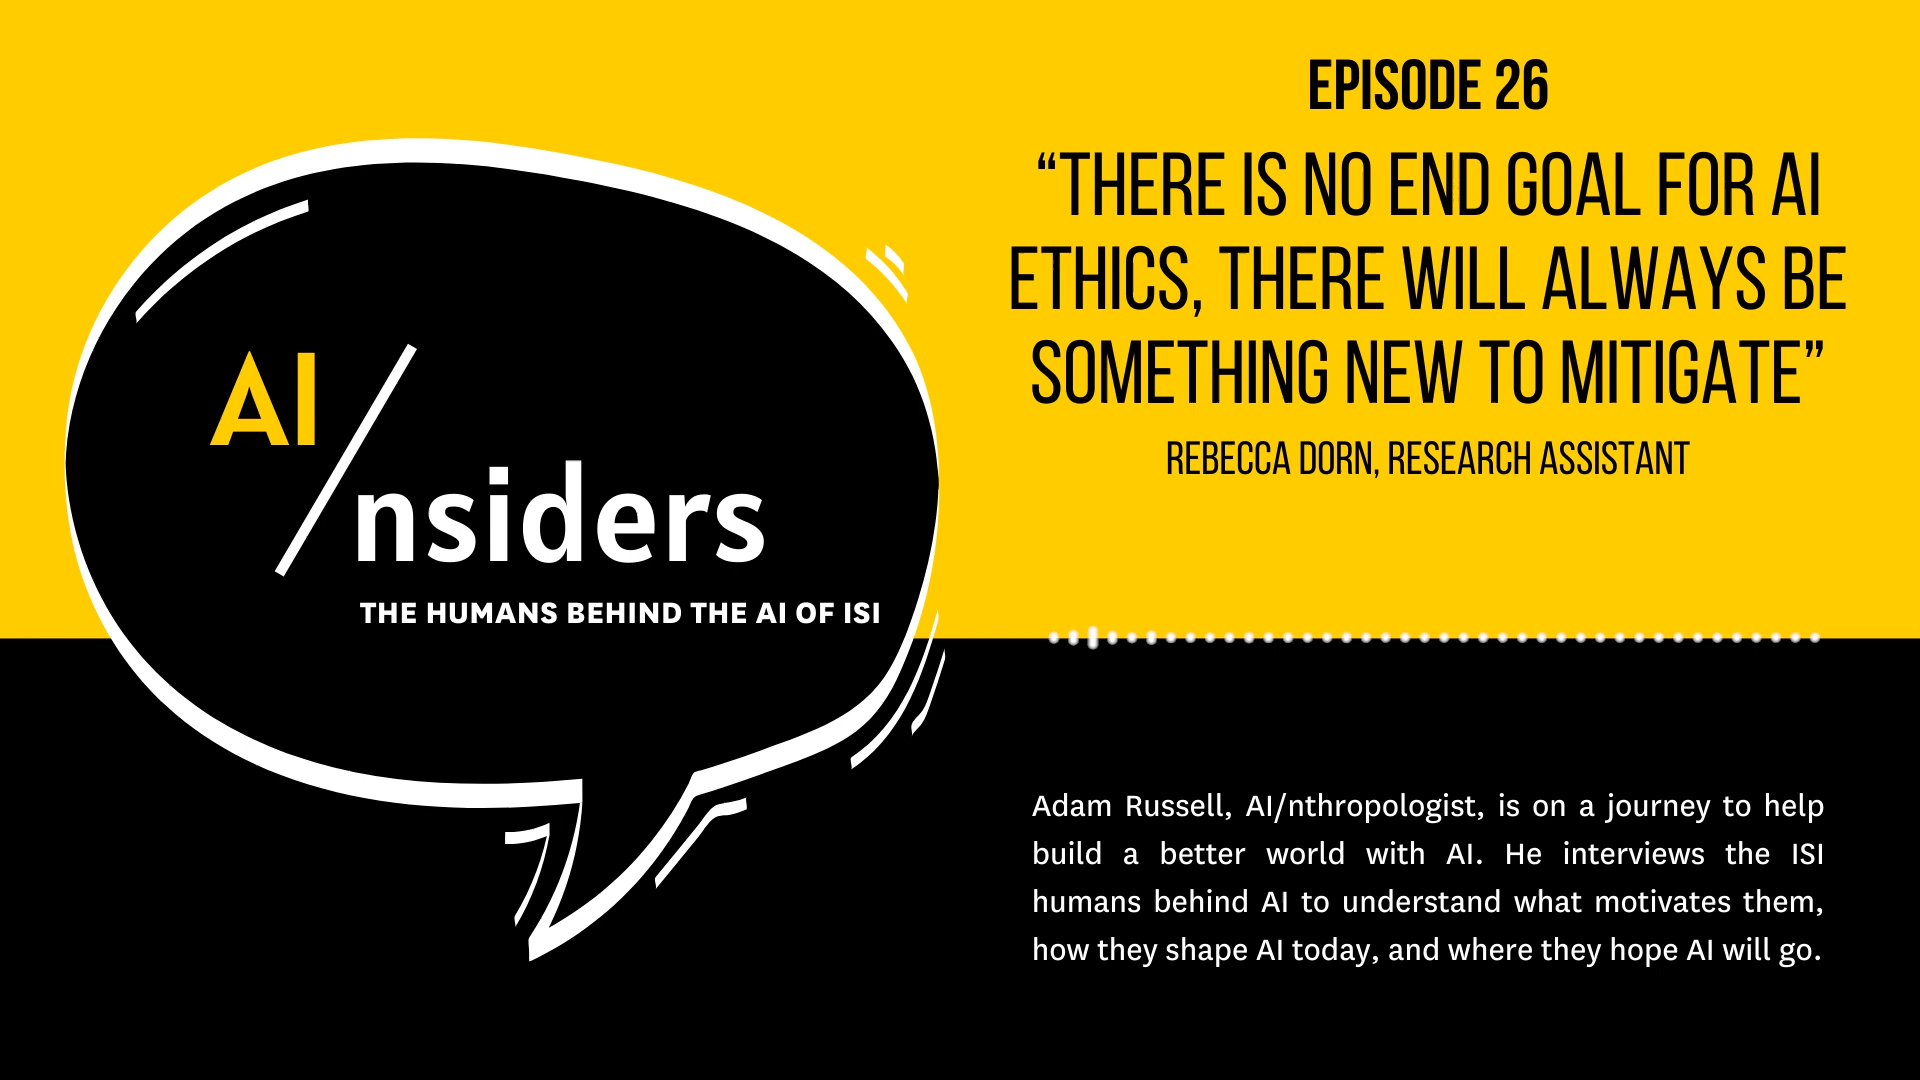 AI/nsiders
THE HUMANS BEHIND THE AI OF ISI
EPISODE 26
“THERE IS NO END GOAL FOR AI
ETHICS, THERE WILL ALWAYS BE
SOMETHING NEW TO MITIGATE”
REBECCA DORN, RESEARCH ASSISTANT
Adam Russell, AI/nthropologist, is on a journey to help
build a better world with AI. He interviews the ISI
humans behind AI to understand what motivates them,
how they shape AI today, and where they hope AI will go.